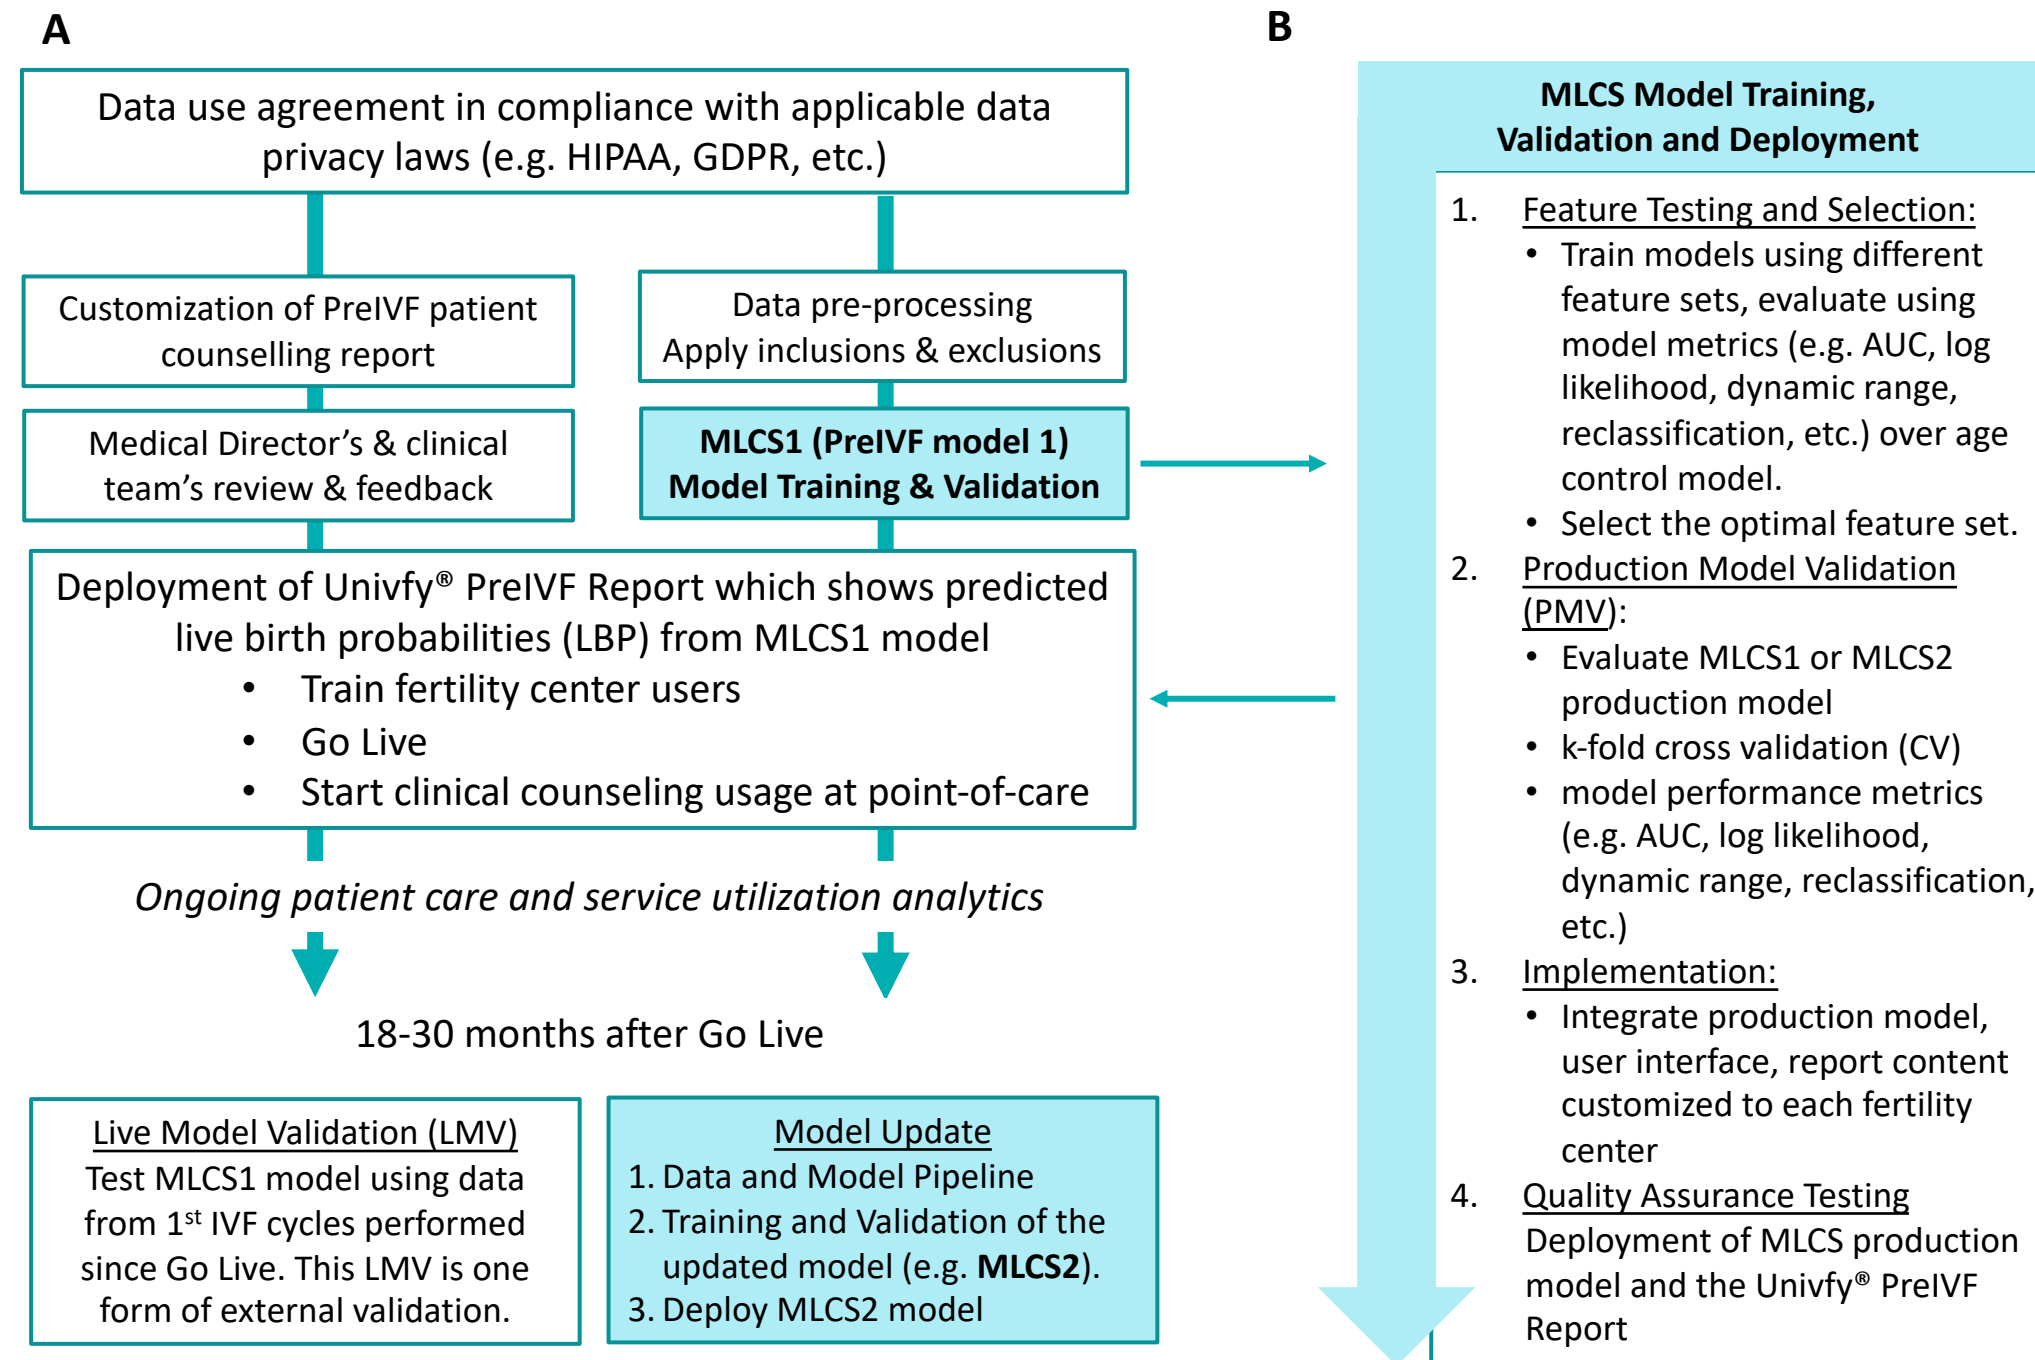 A
Data use agreement in compliance with applicable data
privacy laws (e.g. HIPAA, GDPR, etc.)
Customization of PreIVF patient
counselling report
Data pre-processing
Apply inclusions & exclusions
Medical Director’s & clinical
team’s review & feedback
MLCS1 (PreIVF model 1)
Model Training & Validation
Deployment of Univfy® PreIVF Report which shows predicted
live birth probabilities (LBP) from MLCS1 model
• Train fertility center users
• Go Live
• Start clinical counseling usage at point-of-care
Ongoing patient care and service utilization analytics
18-30 months after Go Live
Live Model Validation (LMV)
Test MLCS1 model using data
from 1st IVF cycles performed
since Go Live. This LMV is one
form of external validation.
Model Update
1. Data and Model Pipeline
2. Training and Validation of the
updated model (e.g. MLCS2).
3. Deploy MLCS2 model
B
MLCS Model Training,
Validation and Deployment
1. Feature Testing and Selection:
• Train models using different
feature sets, evaluate using
model metrics (e.g. AUC, log
likelihood, dynamic range,
reclassification, etc.) over age
control model.
• Select the optimal feature set.
2. Production Model Validation
(PMV):
• Evaluate MLCS1 or MLCS2
production model
• k-fold cross validation (CV)
• model performance metrics
(e.g. AUC, log likelihood,
dynamic range, reclassification,
etc.)
3. Implementation:
• Integrate production model,
user interface, report content
customized to each fertility
center
4. Quality Assurance Testing
Deployment of MLCS production
model and the Univfy® PreIVF
Report